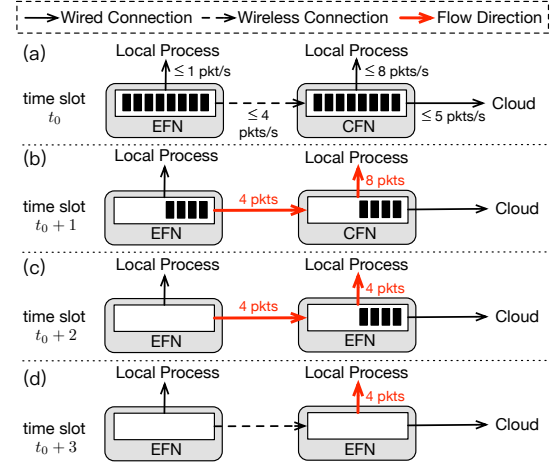 Wired Connection Wireless Connection Flow Direction
(a)
Local Process Local Process
≤ 1 pkt/s ≤ 8 pkts/s
time slot
t0
Cloud
EFN ≤ 4 pkts/s CFN ≤ 5 pkts/s
(b)
Local Process Local Process
4 pkts 8 pkts
time slot
t0 + 1
Cloud
EFN CFN
(c)
Local Process Local Process
4 pkts 4 pkts
time slot
t0 + 2
Cloud
EFN EFN
(d)
Local Process Local Process
4 pkts
time slot
t0 + 3
Cloud
EFN EFN